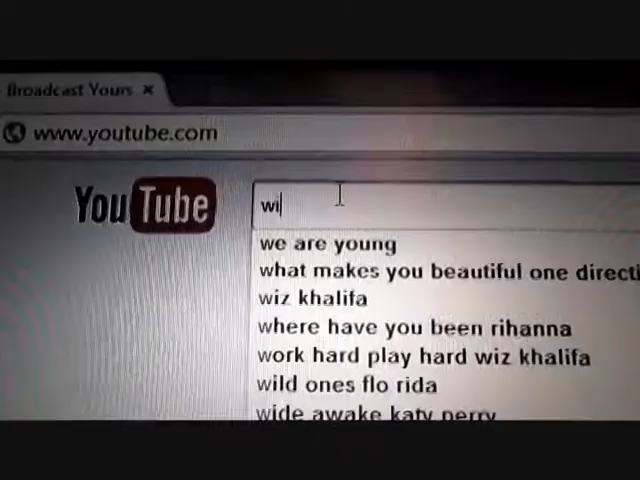 Broadcast Yours ×
www.youtube.com
YouTube
wi
we are young
what makes you beautiful one directi
wiz khalifa
where have you been rihanna
work hard play hard wiz khalifa
wild ones flo rida
wide awake katy perry